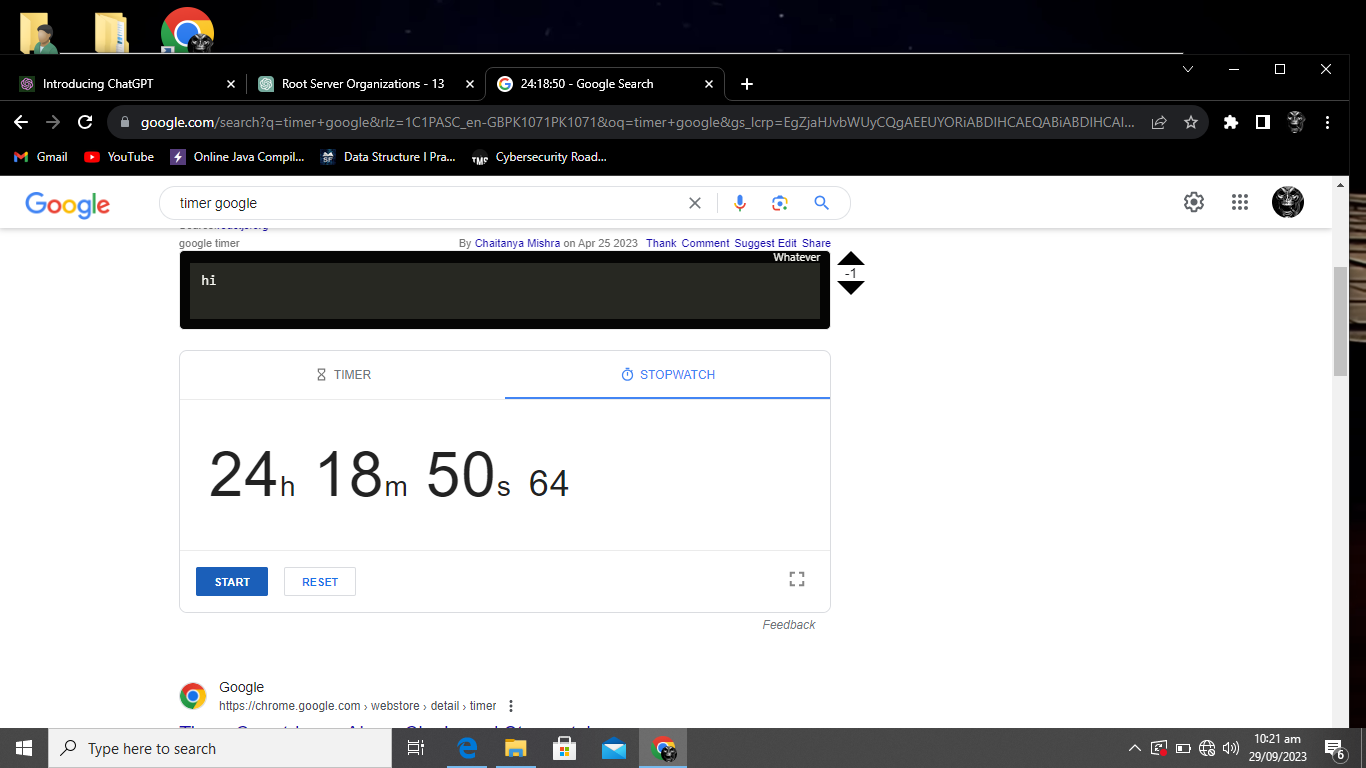 Introducing ChatGPT
Root Server Organizations - 13
24:18:50 - Google Search
google.com/search?q=timer+google&rlz=1C1PASC_en-GBPK1071PK1071&oq=timer+google&gs_lcrp=EgZjaHJvbWUyCQgAEEUYORiABDIHCAEQABiABDIHCAI...
Gmail YouTube Online Java Compil... Data Structure I Pra... Cybersecurity Road...
Google
timer google
google timer By Chaitanya Mishra on Apr 25 2023 Thank Comment Suggest Edit Share
Whatever
hi
-1
TIMER STOPWATCH
24h 18m 50s 64
START RESET
Feedback
Google
https://chrome.google.com › webstore › detail › timer
Type here to search
10:21 am
29/09/2023
6